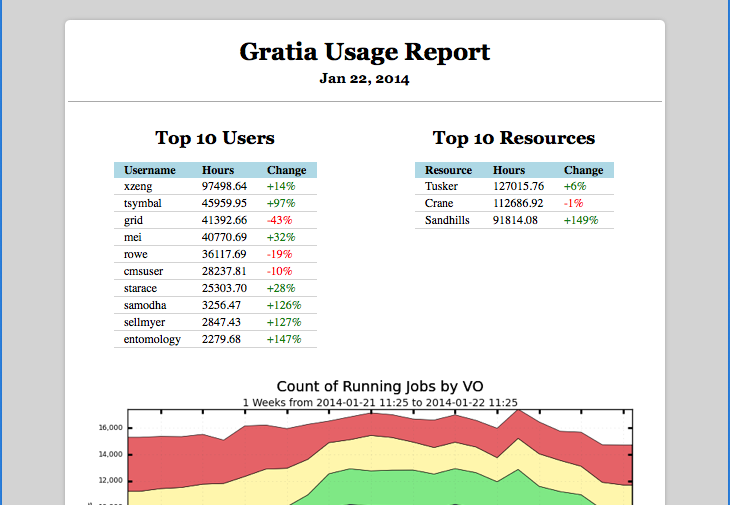 Gratia Usage Report
Jan 22, 2014
Top 10 Users
Username Hours Change
xzeng 97498.64 +14%
tsymbal 45959.95 +97%
grid 41392.66 -43%
mei 40770.69 +32%
rowe 36117.69 -19%
cmsuser 28237.81 -10%
starace 25303.70 +28%
samodha 3256.47 +126%
sellmyer 2847.43 +127%
entomology 2279.68 +147%
Top 10 Resources
Resource Hours Change
Tusker 127015.76 +6%
Crane 112686.92 -1%
Sandhills 91814.08 +149%
Count of Running Jobs by VO
1 Weeks from 2014-01-21 11:25 to 2014-01-22 11:25
16,000
14,000
12,000